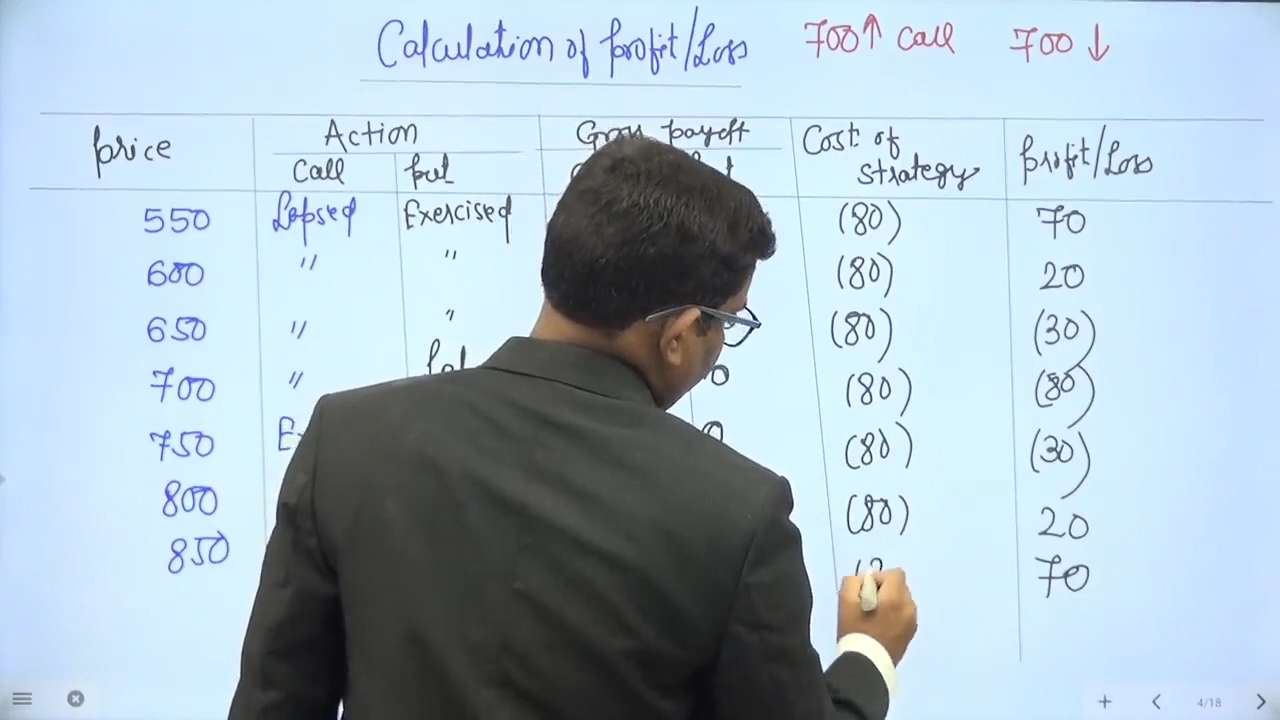 Calculation of Profit/Loss 700↑ call 700 ↓
Action
Price Call Put Cost of strategy Profit/Loss
550 Lapsed Exercised (80) 70
600 " " (80) 20
650 " " (30) (80)
700 " (80) (80)
750 (80) (30)
800 (80) 20
850 70
4/18